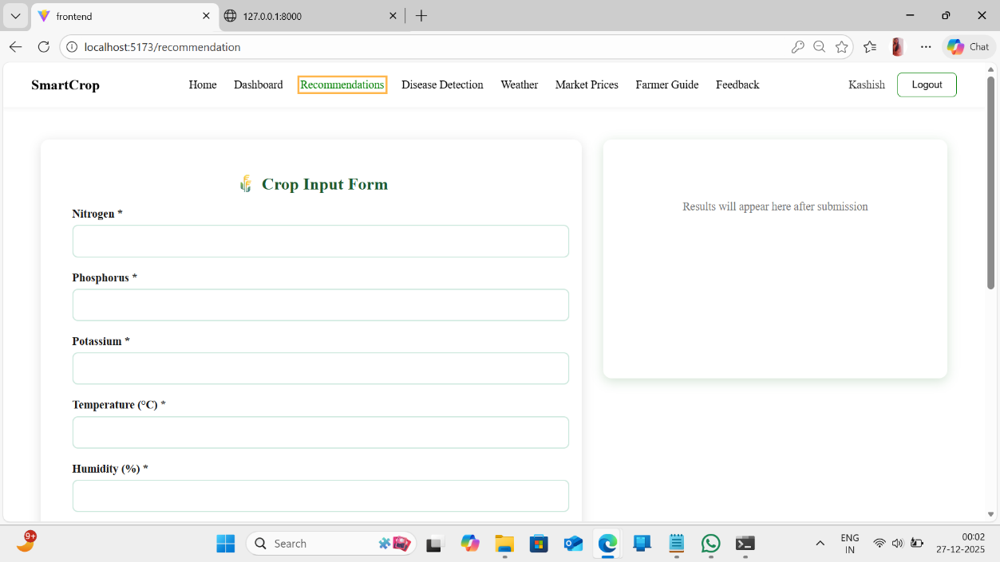 frontend
127.0.0.1:8000
localhost:5173/recommendation
Chat
SmartCrop
Home Dashboard Recommendations Disease Detection Weather Market Prices Farmer Guide Feedback
Kashish Logout
Crop Input Form
Nitrogen *
Results will appear here after submission
Phosphorus *
Potassium *
Temperature (°C) *
Humidity (%) *
9+
Search
ENG
IN
00:02
27-12-2025